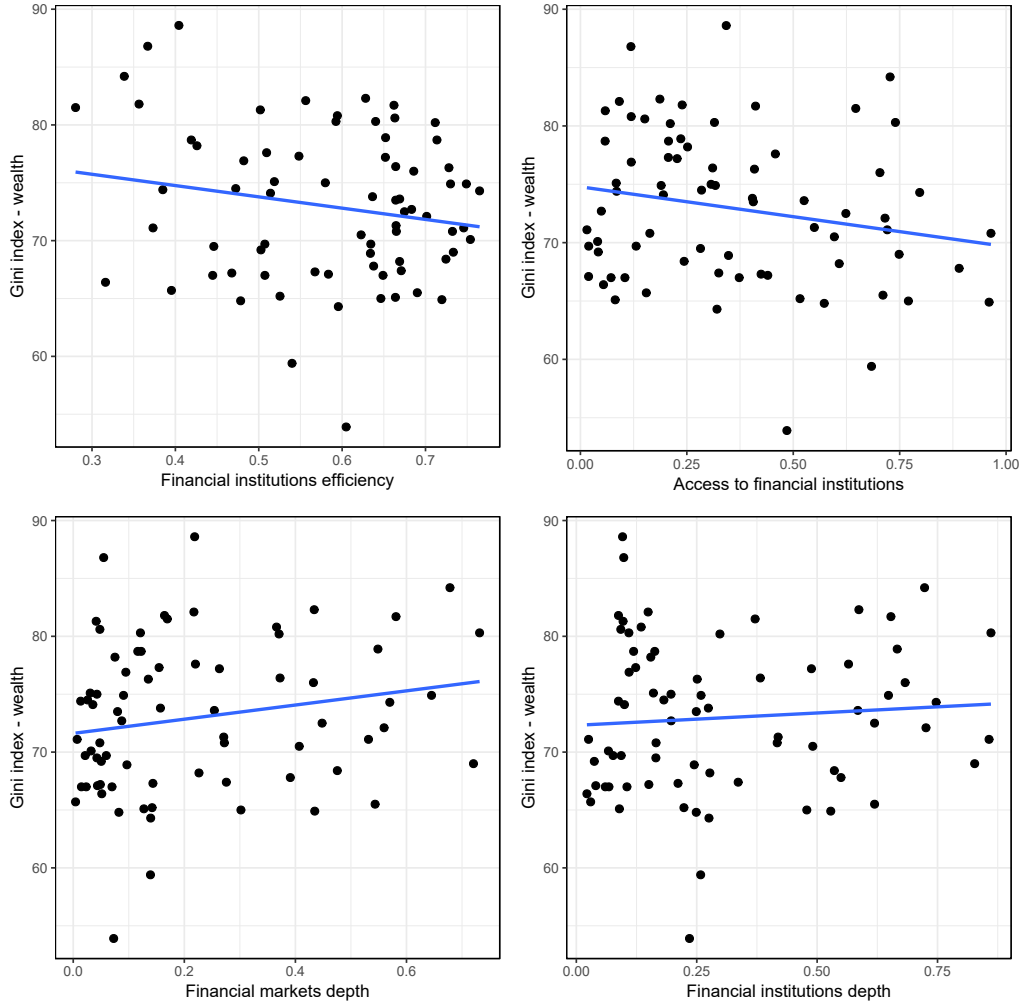 90
80
70
60
Gini index - wealth
0.3 0.4 0.5 0.6 0.7
Financial institutions efficiency
90
80
70
60
Gini index - wealth
0.00 0.25 0.50 0.75 1.00
Access to financial institutions
90
80
70
60
Gini index - wealth
0.0 0.2 0.4 0.6
Financial markets depth
90
80
70
60
Gini index - wealth
0.00 0.25 0.50 0.75
Financial institutions depth